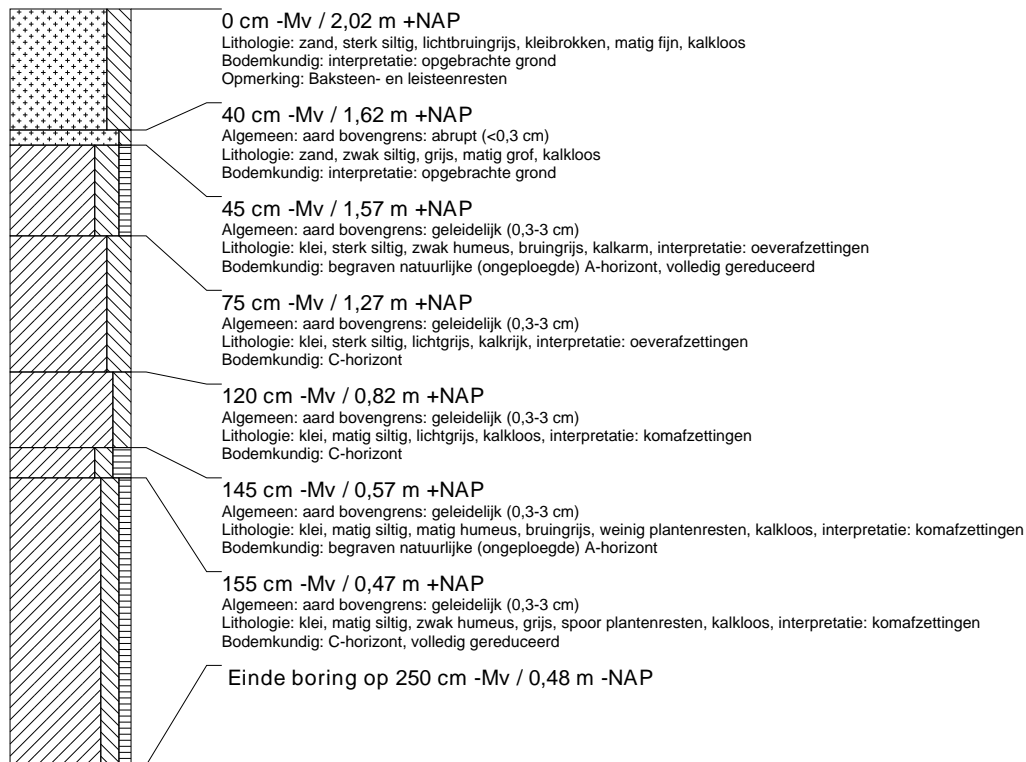 0 cm -Mv / 2,02 m +NAP
Lithologie: zand, sterk siltig, lichtbruingrijs, kleibrokken, matig fijn, kalkloos
Bodemkundig: interpretatie: opgebrachte grond
Opmerking: Baksteen- en leisteenresten
40 cm -Mv / 1,62 m +NAP
Algemeen: aard bovengrens: abrupt (<0,3 cm)
Lithologie: zand, zwak siltig, grijs, matig grof, kalkloos
Bodemkundig: interpretatie: opgebrachte grond
45 cm -Mv / 1,57 m +NAP
Algemeen: aard bovengrens: geleidelijk (0,3-3 cm)
Lithologie: klei, sterk siltig, zwak humeus, bruingrijs, kalkarm, interpretatie: oeverafzettingen
Bodemkundig: begraven natuurlijke (ongeploegde) A-horizont, volledig gereduceerd
75 cm -Mv / 1,27 m +NAP
Algemeen: aard bovengrens: geleidelijk (0,3-3 cm)
Lithologie: klei, sterk siltig, lichtgrijs, kalkrijk, interpretatie: oeverafzettingen
Bodemkundig: C-horizont
120 cm -Mv / 0,82 m +NAP
Algemeen: aard bovengrens: geleidelijk (0,3-3 cm)
Lithologie: klei, matig siltig, lichtgrijs, kalkloos, interpretatie: komafzettingen
Bodemkundig: C-horizont
145 cm -Mv / 0,57 m +NAP
Algemeen: aard bovengrens: geleidelijk (0,3-3 cm)
Lithologie: klei, matig siltig, matig humeus, bruingrijs, weinig plantenresten, kalkloos, interpretatie: komafzettingen
Bodemkundig: begraven natuurlijke (ongeploegde) A-horizont
155 cm -Mv / 0,47 m +NAP
Algemeen: aard bovengrens: geleidelijk (0,3-3 cm)
Lithologie: klei, matig siltig, zwak humeus, grijs, spoor plantenresten, kalkloos, interpretatie: komafzettingen
Bodemkundig: C-horizont, volledig gereduceerd
Einde boring op 250 cm -Mv / 0,48 m -NAP